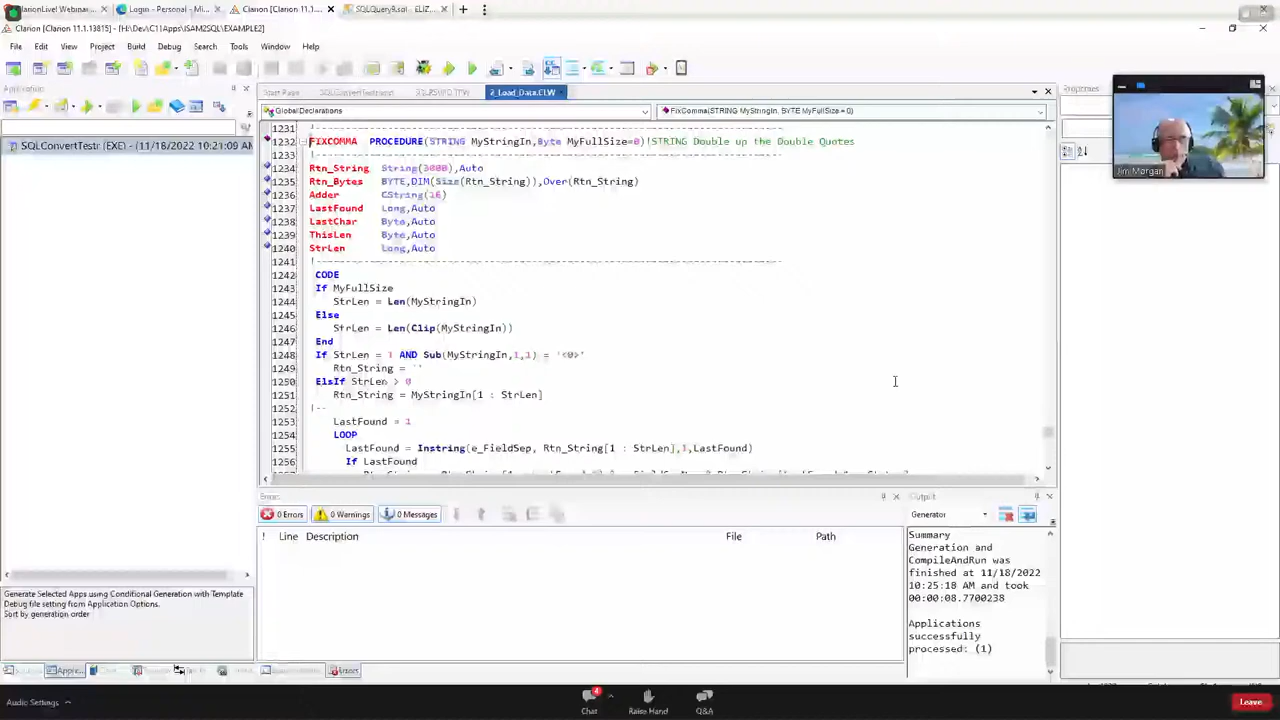 ClarionLive! Webinar
Login - Personal - Mi...
Clarion [Clarion 11.1...
SQLQuery9.sql - ELIZ...
Clarion [Clarion 11.1.13815] - [H:\Dev\C11Apps\ISAM2SQL\EXAMPLE2]
File Edit View Project Build Debug Search Tools Window Help
Start Page
2_Load_Data.CLW
Properties
Global Declarations
FixComma(STRING MyStringIn, BYTE MyFullSize=0)
SQLConvertTestr (EXE) - (11/18/2022 10:21:09 AM
Jim Morgan
1231
1232 FIXCOMMA PROCEDURE(STRING MyStringIn,Byte MyFullSize=0)!STRING Double up the Double Quotes
1233
1234 Rtn_String String(3000),Auto
1235 Rtn_Bytes BYTE,DIM(Size(Rtn_String)),Over(Rtn_String)
1236 Adder CString(16)
1237 LastFound Long,Auto
1238 LastChar Byte,Auto
1239 ThisLen Byte,Auto
1240 StrLen Long,Auto
1241
1242 CODE
1243 If MyFullSize
1244 StrLen = Len(MyStringIn)
1245 Else
1246 StrLen = Len(Clip(MyStringIn))
1247 End
1248 If StrLen = 1 AND Sub(MyStringIn,1,1) = '<0>'
1249 Rtn_String = ''
1250 ElsIf StrLen > 0
1251 Rtn_String = MyStringIn[1 : StrLen]
1252 !--
1253 LastFound = 1
1254 LOOP
1255 LastFound = Instring(e_FieldSep, Rtn_String[1 : StrLen],1,LastFound)
1256 If LastFound
Errors
Output
0 Errors 0 Warnings 0 Messages
Generator
! Line Description File Path
Summary
Generation and
CompileAndRun was
finished at 11/18/2022
10:25:18 AM and took
00:00:08.7700238
Applications
successfully
processed: (1)
Generate Selected Apps using Conditional Generation with Template
Debug file setting from Application Options.
Sort by generation order
Appli...
Errors
Audio Settings
4
Chat
Raise Hand
Q&A
Leave